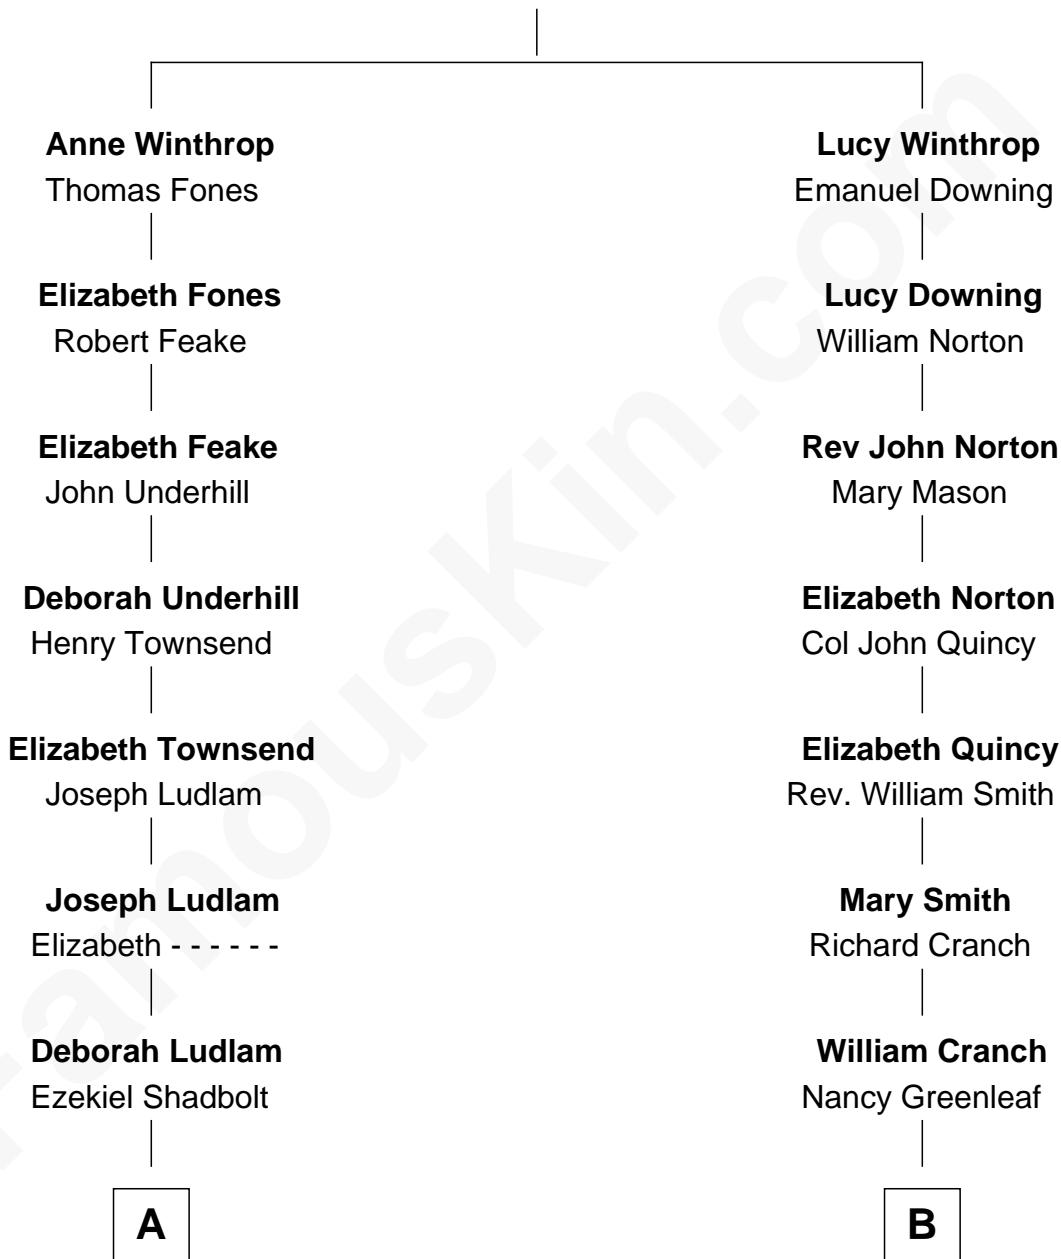 Anne Winthrop
Thomas Fones
Elizabeth Fones
Robert Feake
Elizabeth Feake
John Underhill
Deborah Underhill
Henry Townsend
Elizabeth Townsend
Joseph Ludlam
Joseph Ludlam
Elizabeth - - - - - -
Deborah Ludlam
Ezekiel Shadbolt
A
Lucy Winthrop
Emanuel Downing
Lucy Downing
William Norton
Rev John Norton
Mary Mason
Elizabeth Norton
Col John Quincy
Elizabeth Quincy
Rev. William Smith
Mary Smith
Richard Cranch
William Cranch
Nancy Greenleaf
B
FamousKin.com